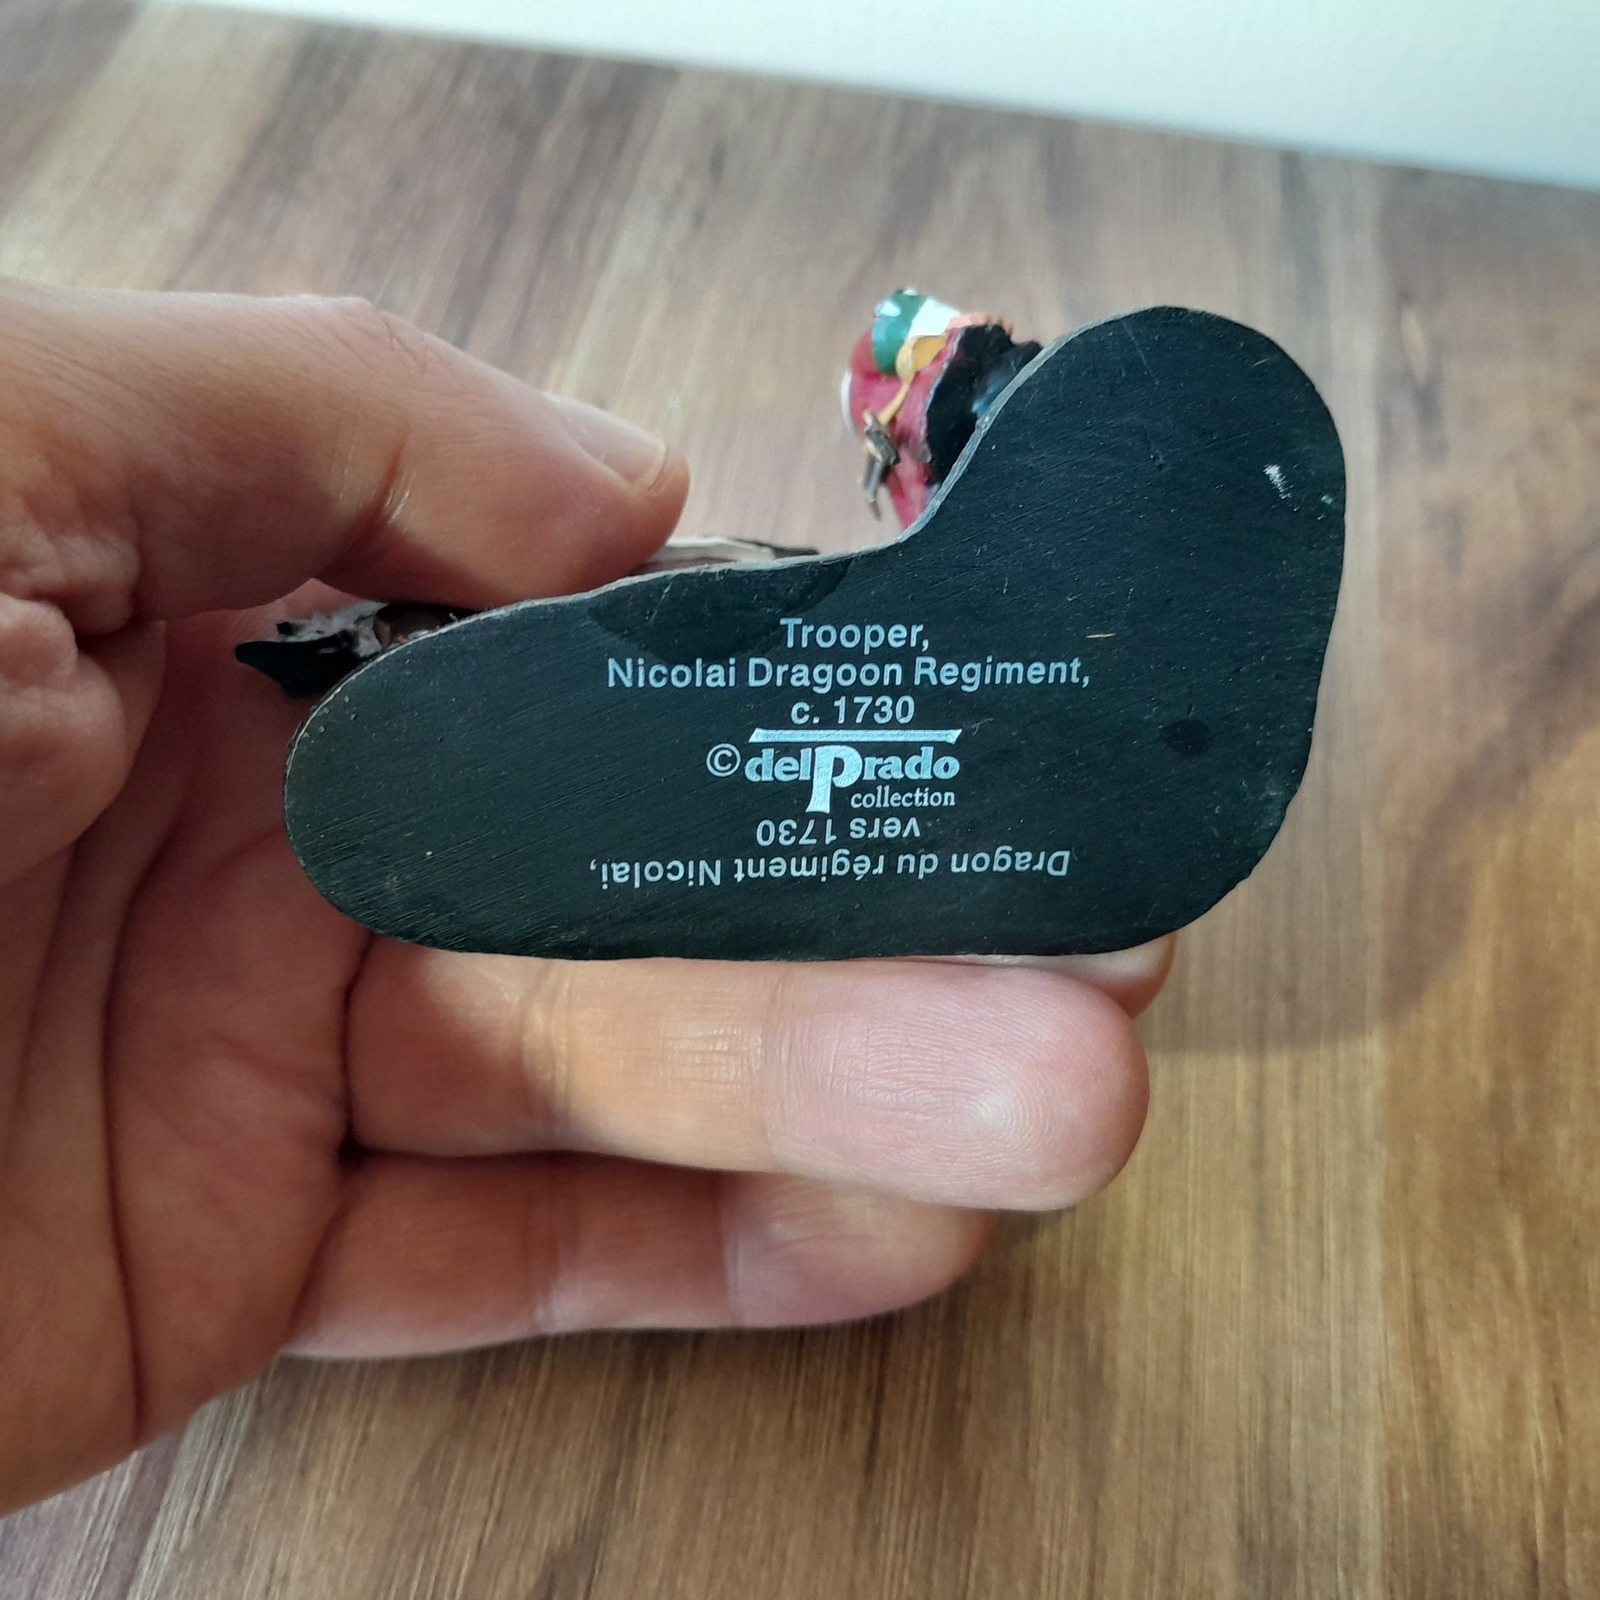 Trooper,
Nicolai Dragoon Regiment,
c. 1730
© delPrado
collection
Dragon du régiment Nicolai,
vers 1730